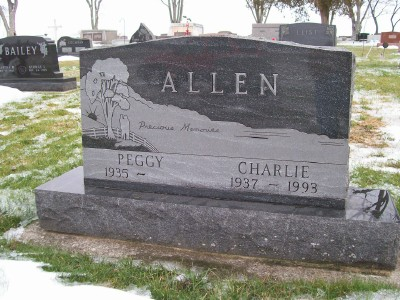 BAILEY
ALLEN
Precious Memories
PEGGY
1935 -
CHARLIE
1937 - 1993